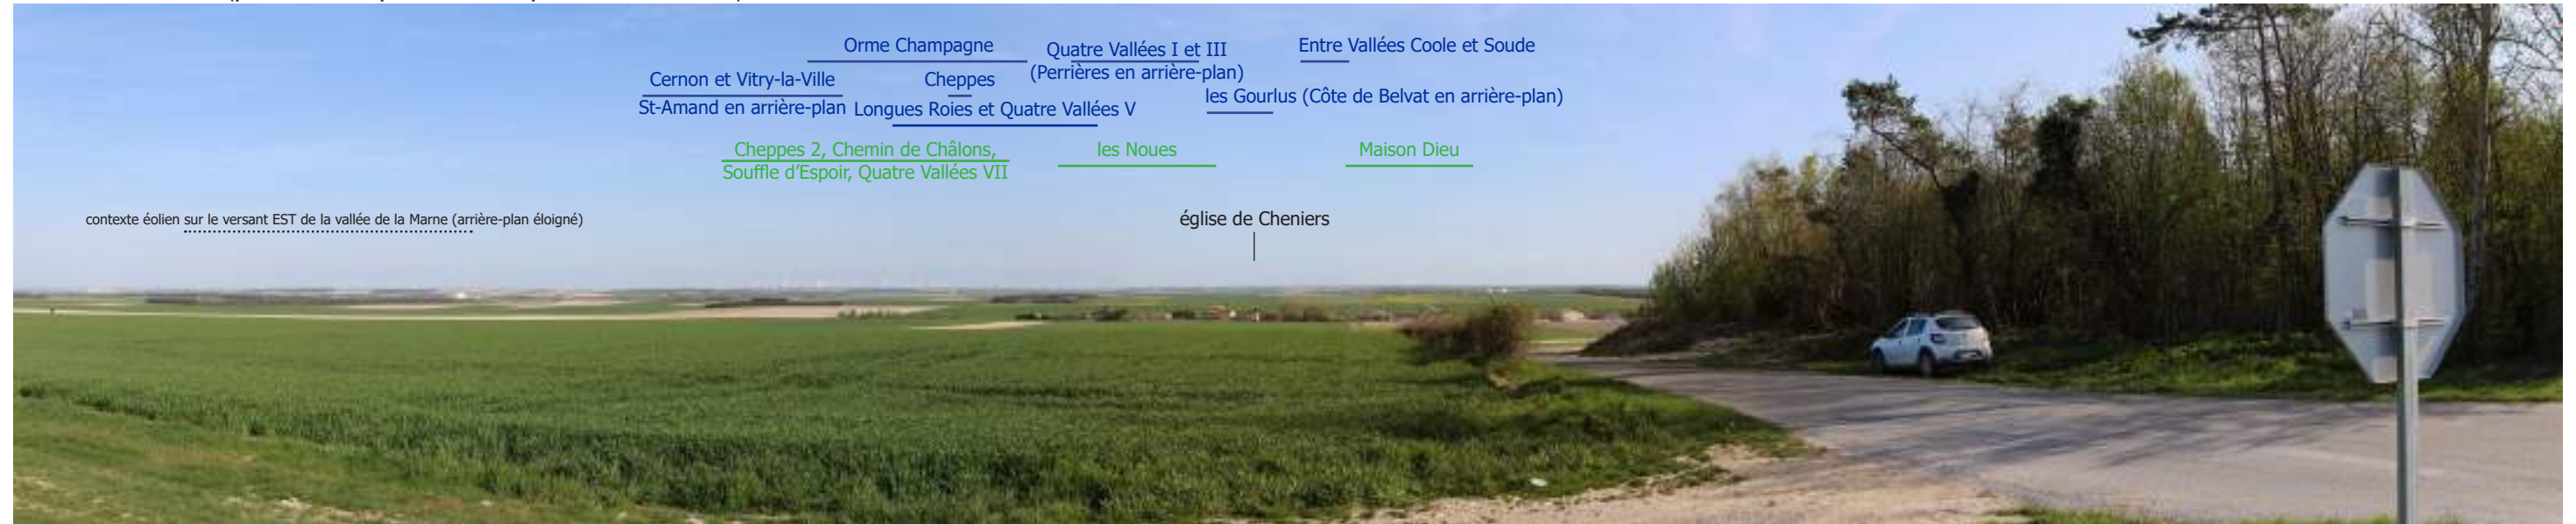 Orme Champagne
Quatre Vallées I et III
(Perrières en arrière-plan)
Entre Vallées Coole et Soude
Cernon et Vitry-la-Ville
St-Amand en arrière-plan
Cheppes
Longues Roies et Quatre Vallées V
les Gourlus (Côte de Belvat en arrière-plan)
Cheppes 2, Chemin de Châlons,
Souffle d'Espoir, Quatre Vallées VII
les Noues
Maison Dieu
contexte éolien sur le versant EST de la vallée de la Marne (arrière-plan éloigné)
église de Cheniers